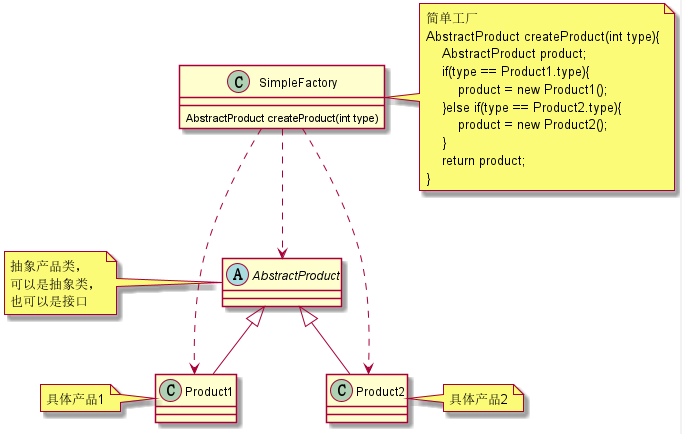 简单工厂
AbstractProduct createProduct(int type){
AbstractProduct product;
if(type == Product1.type){
product = new Product1();
}else if(type == Product2.type){
product = new Product2();
}
return product;
}
C SimpleFactory
AbstractProduct createProduct(int type)
抽象产品类，
可以是抽象类，
也可以是接口
A AbstractProduct
具体产品1
C Product1
C Product2
具体产品2